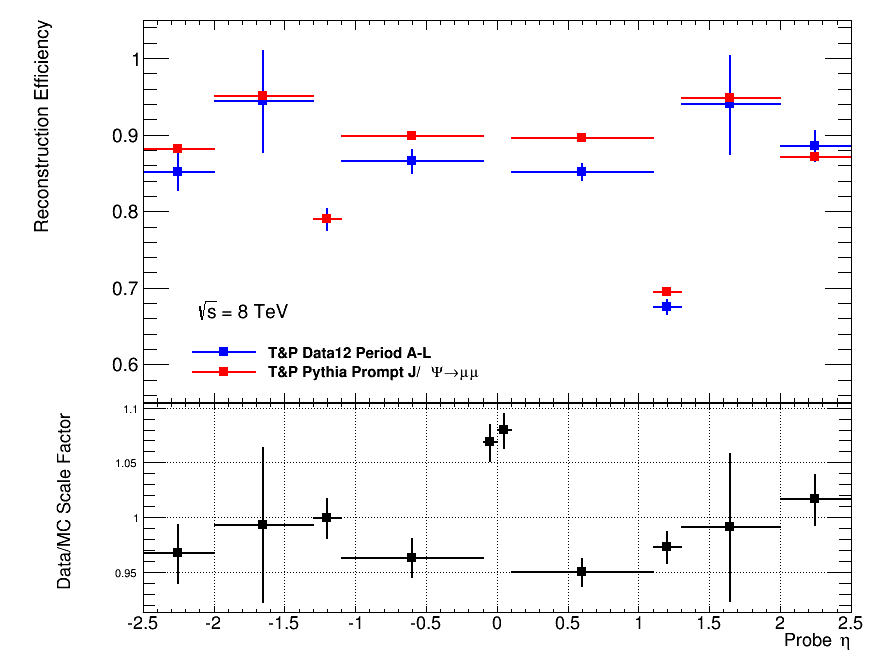 Reconstruction Efficiency
1
0.9
0.8
0.7
0.6
√s = 8 TeV
T&P Data12 Period A-L
T&P Pythia Prompt J/ Ψ→μμ
Data/MC Scale Factor
1.1
1.05
1
0.95
-2.5 -2 -1.5 -1 -0.5 0 0.5 1 1.5 2 2.5
Probe η